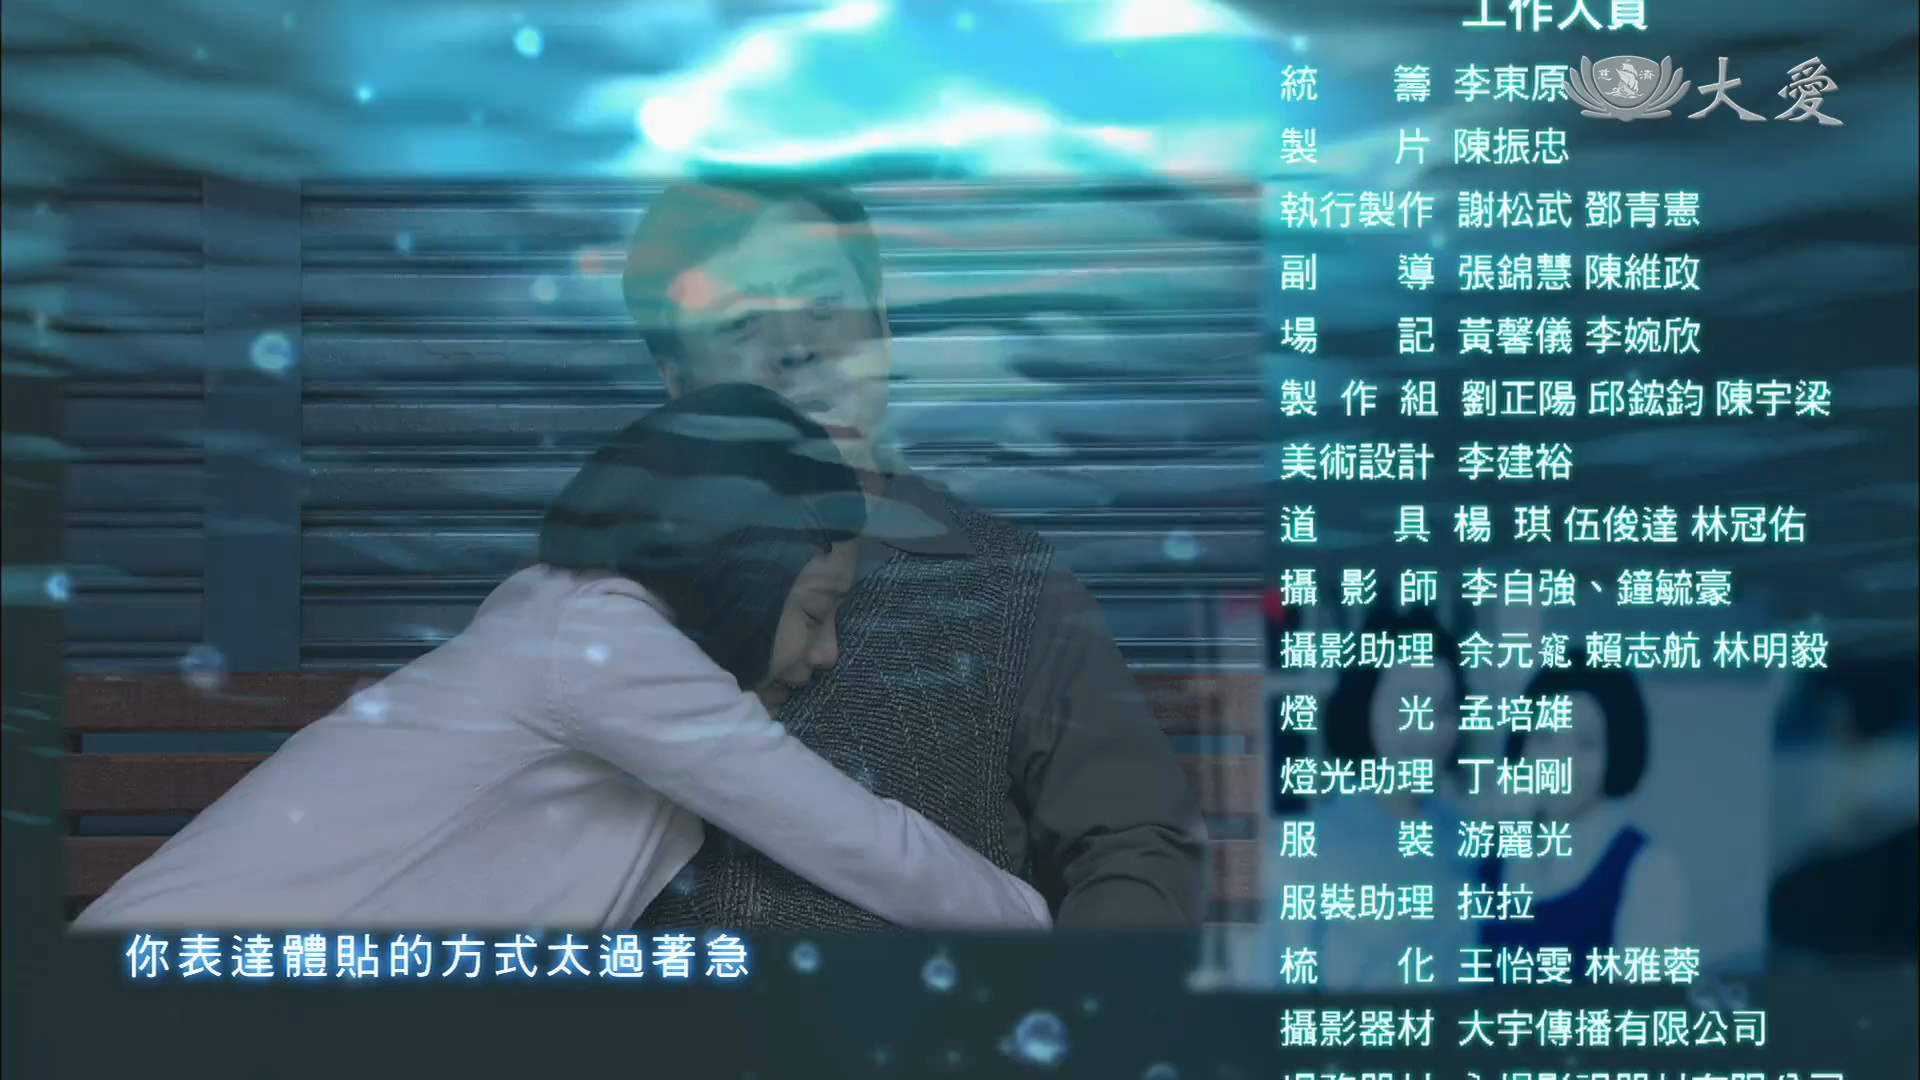 工作人員
慈濟 大愛
統籌 李東原
製片 陳振忠
執行製作 謝松武 鄧青憲
副導 張錦慧 陳維政
場記 黃馨儀 李婉欣
製作組 劉正陽 邱鋐鈞 陳宇梁
美術設計 李建裕
道具 楊琪 伍俊達 林冠佑
攝影師 李自強、鐘毓豪
攝影助理 余元竉 賴志航 林明毅
燈光 孟培雄
燈光助理 丁柏剛
服裝 游麗光
服裝助理 拉拉
梳化 王怡雯 林雅蓉
攝影器材 大宇傳播有限公司
你表達體貼的方式太過著急